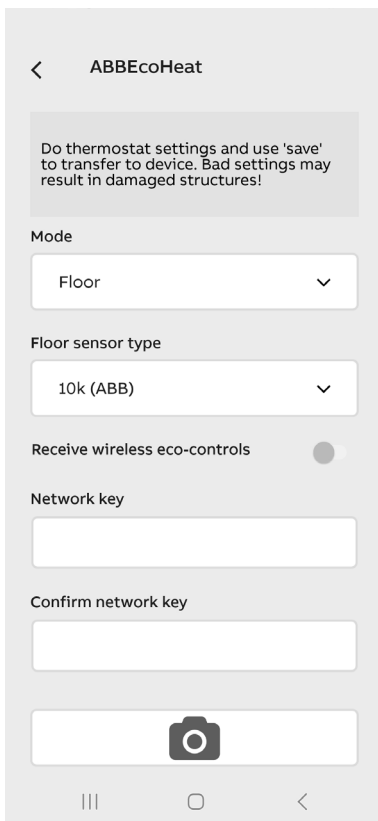 ABBEcoHeat
Do thermostat settings and use 'save'
to transfer to device. Bad settings may
result in damaged structures!
Mode
Floor
Floor sensor type
10k (ABB)
Receive wireless eco-controls
Network key
Confirm network key